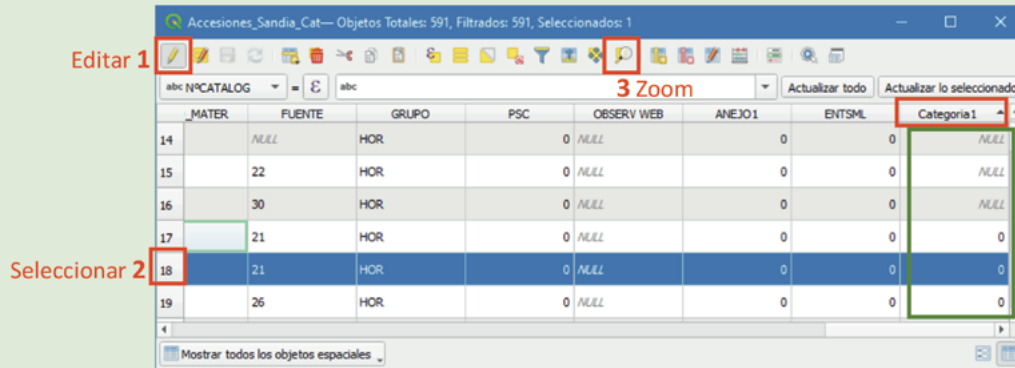 Accesiones_Sandia_Cat— Objetos Totales: 591, Filtrados: 591, Seleccionados: 1
Editar 1
abc NºCATALOG = ε abc 3 Zoom Actualizar todo Actualizar lo seleccionado
_MATER FUENTE GRUPO PSC OBSERV WEB ANEJO1 ENTSML Categoria1
14 NULL HOR 0 NULL 0 0 NULL
15 22 HOR 0 NULL 0 0 NULL
16 30 HOR 0 NULL 0 0 NULL
17 21 HOR 0 NULL 0 0 0
Seleccionar 2 18 21 HOR 0 NULL 0 0 0
19 26 HOR 0 NULL 0 0 0
Mostrar todos los objetos espaciales